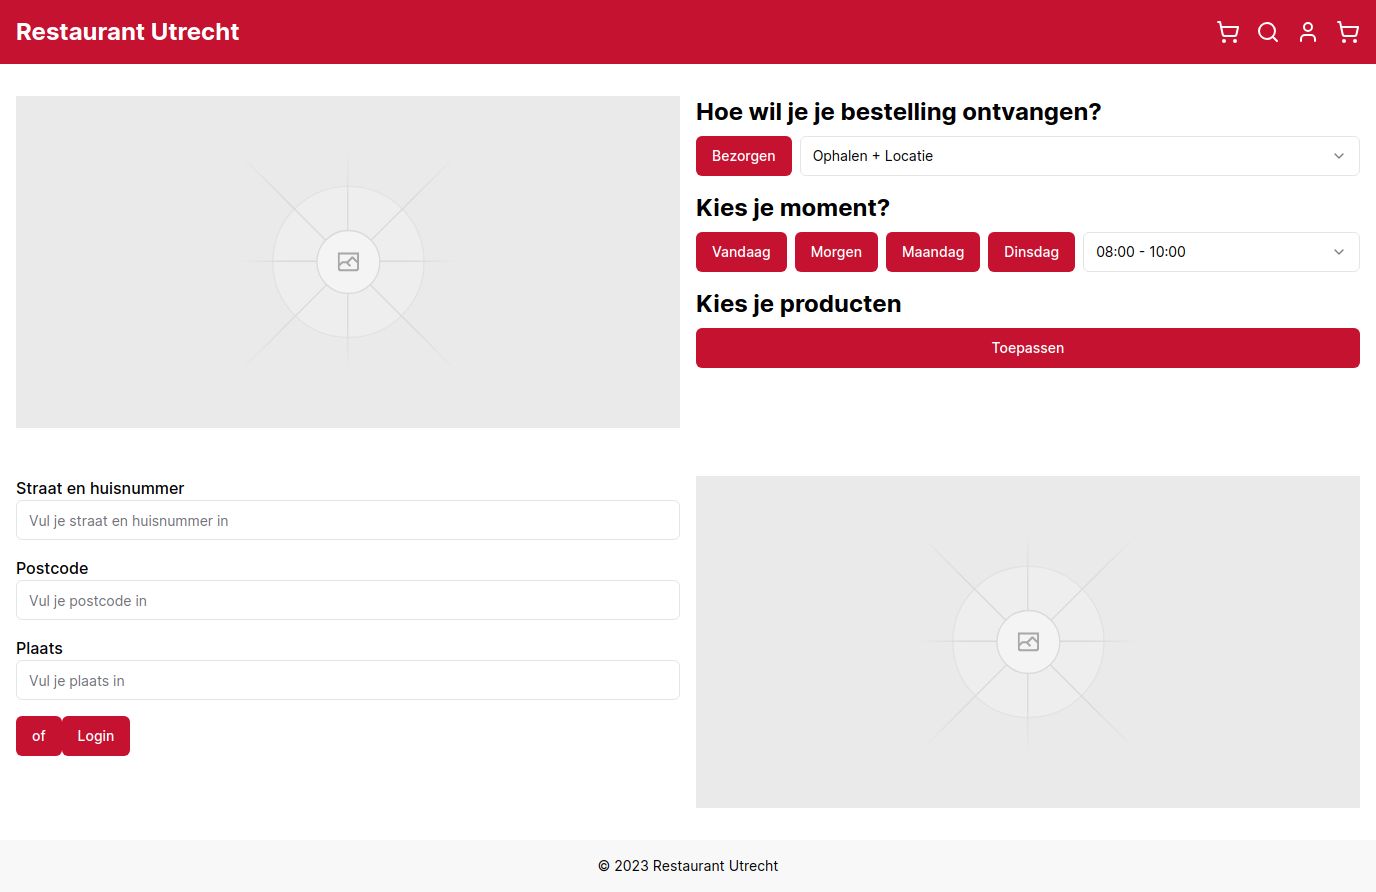 Restaurant Utrecht
Hoe wil je je bestelling ontvangen?
Bezorgen Ophalen + Locatie
Kies je moment?
Vandaag Morgen Maandag Dinsdag 08:00 - 10:00
Kies je producten
Toepassen
Straat en huisnummer
Vul je straat en huisnummer in
Postcode
Vul je postcode in
Plaats
Vul je plaats in
of Login
© 2023 Restaurant Utrecht